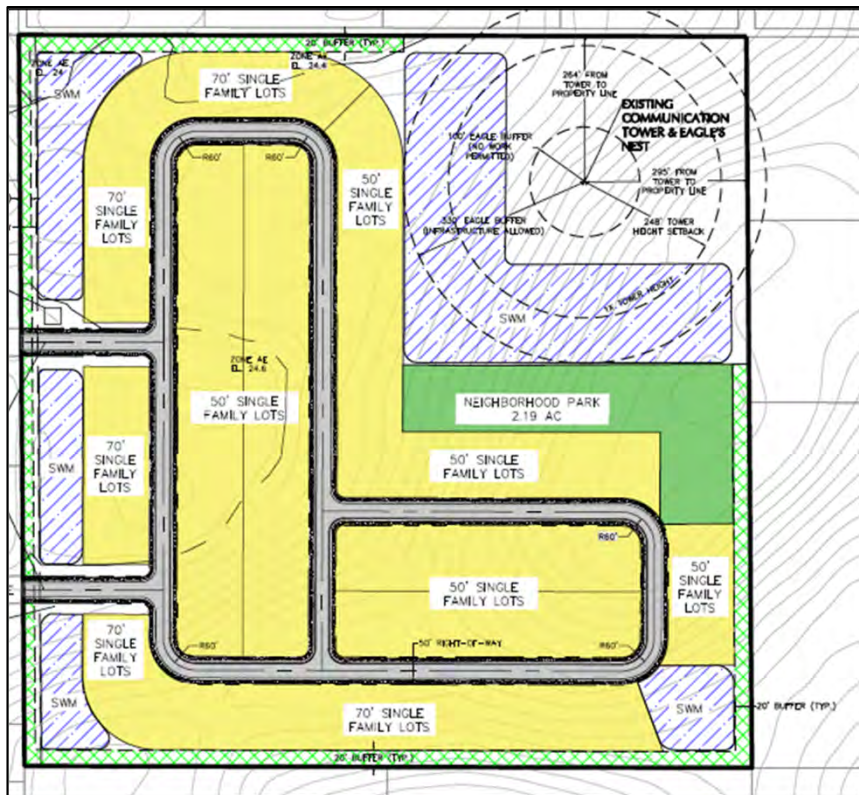 20' BUFFER (TYP.)
ZONE AE
EL. 24
ZONE AE
EL. 24.6
SWM
70' SINGLE
FAMILY LOTS
264' FROM
TOWER TO
PROPERTY LINE
EXISTING
COMMUNICATION
TOWER & EAGLE'S
NEST
100' EAGLE BUFFER
(NO WORK
PERMITTED)
295' FROM
TOWER TO
PROPERTY LINE
R60'
R60'
50'
SINGLE
FAMILY
LOTS
70'
SINGLE
FAMILY
LOTS
330' EAGLE BUFFER
(INFRASTRUCTURE ALLOWED)
248' TOWER
HEIGHT SETBACK
1X TOWER HEIGHT
SWM
ZONE AE
EL. 24.6
50' SINGLE
FAMILY LOTS
NEIGHBORHOOD PARK
2.19 AC
70'
SINGLE
FAMILY
LOTS
SWM
50' SINGLE
FAMILY LOTS
R60'
50' SINGLE
FAMILY LOTS
50'
SINGLE
FAMILY
LOTS
70'
SINGLE
FAMILY
LOTS
R60'
50' RIGHT-OF-WAY
R60'
SWM
70' SINGLE
FAMILY LOTS
SWM
20' BUFFER (TYP.)
20' BUFFER (TYP.)